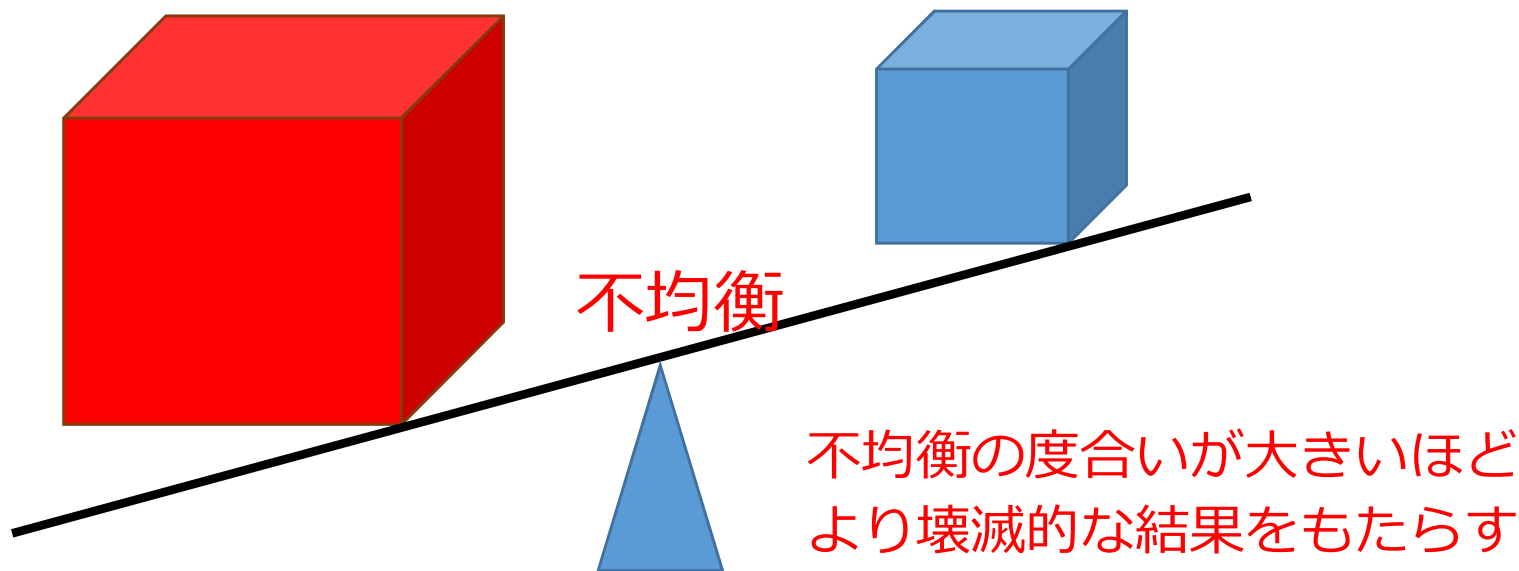 不均衡
不均衡の度合いが大きいほど
より壊滅的な結果をもたらす